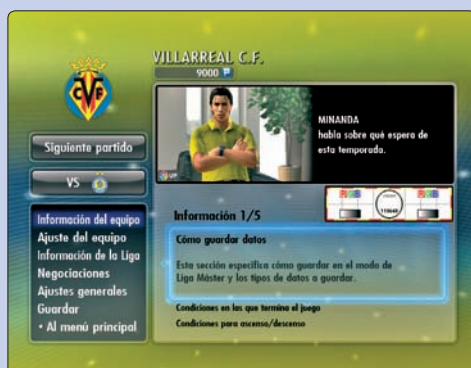 VILLARREAL C.F.
9000 P
MINANDA
habla sobre qué espera de
esta temporada.
Siguiente partido
VS
Información del equipo
Ajuste del equipo
Información de la Liga
Negociaciones
Ajustes generales
Guardar
• Al menú principal
Información 1/5
Cómo guardar datos
Esta sección especifica cómo guardar en el modo de
Liga Máster y los tipos de datos a guardar.
Condiciones en las que termina el juego
Condiciones para ascenso/descenso